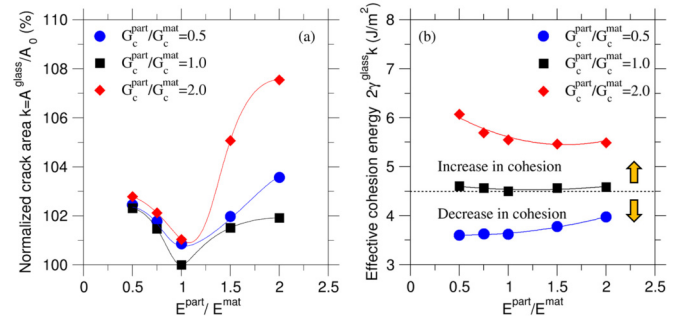 Normalized crack area k=A^glass/A_0 (%)
110
108
106
104
102
100
0 0.5 1 1.5 2 2.5
E^part/ E^mat
(a)
G_c^part/G_c^mat=0.5
G_c^part/G_c^mat=1.0
G_c^part/G_c^mat=2.0
Effective cohesion energy 2γ^glass k (J/m²)
8
7
6
5
4
3
0 0.5 1 1.5 2 2.5
E^part/E^mat
(b)
G_c^part/G_c^mat=0.5
G_c^part/G_c^mat=1.0
G_c^part/G_c^mat=2.0
Increase in cohesion
Decrease in cohesion